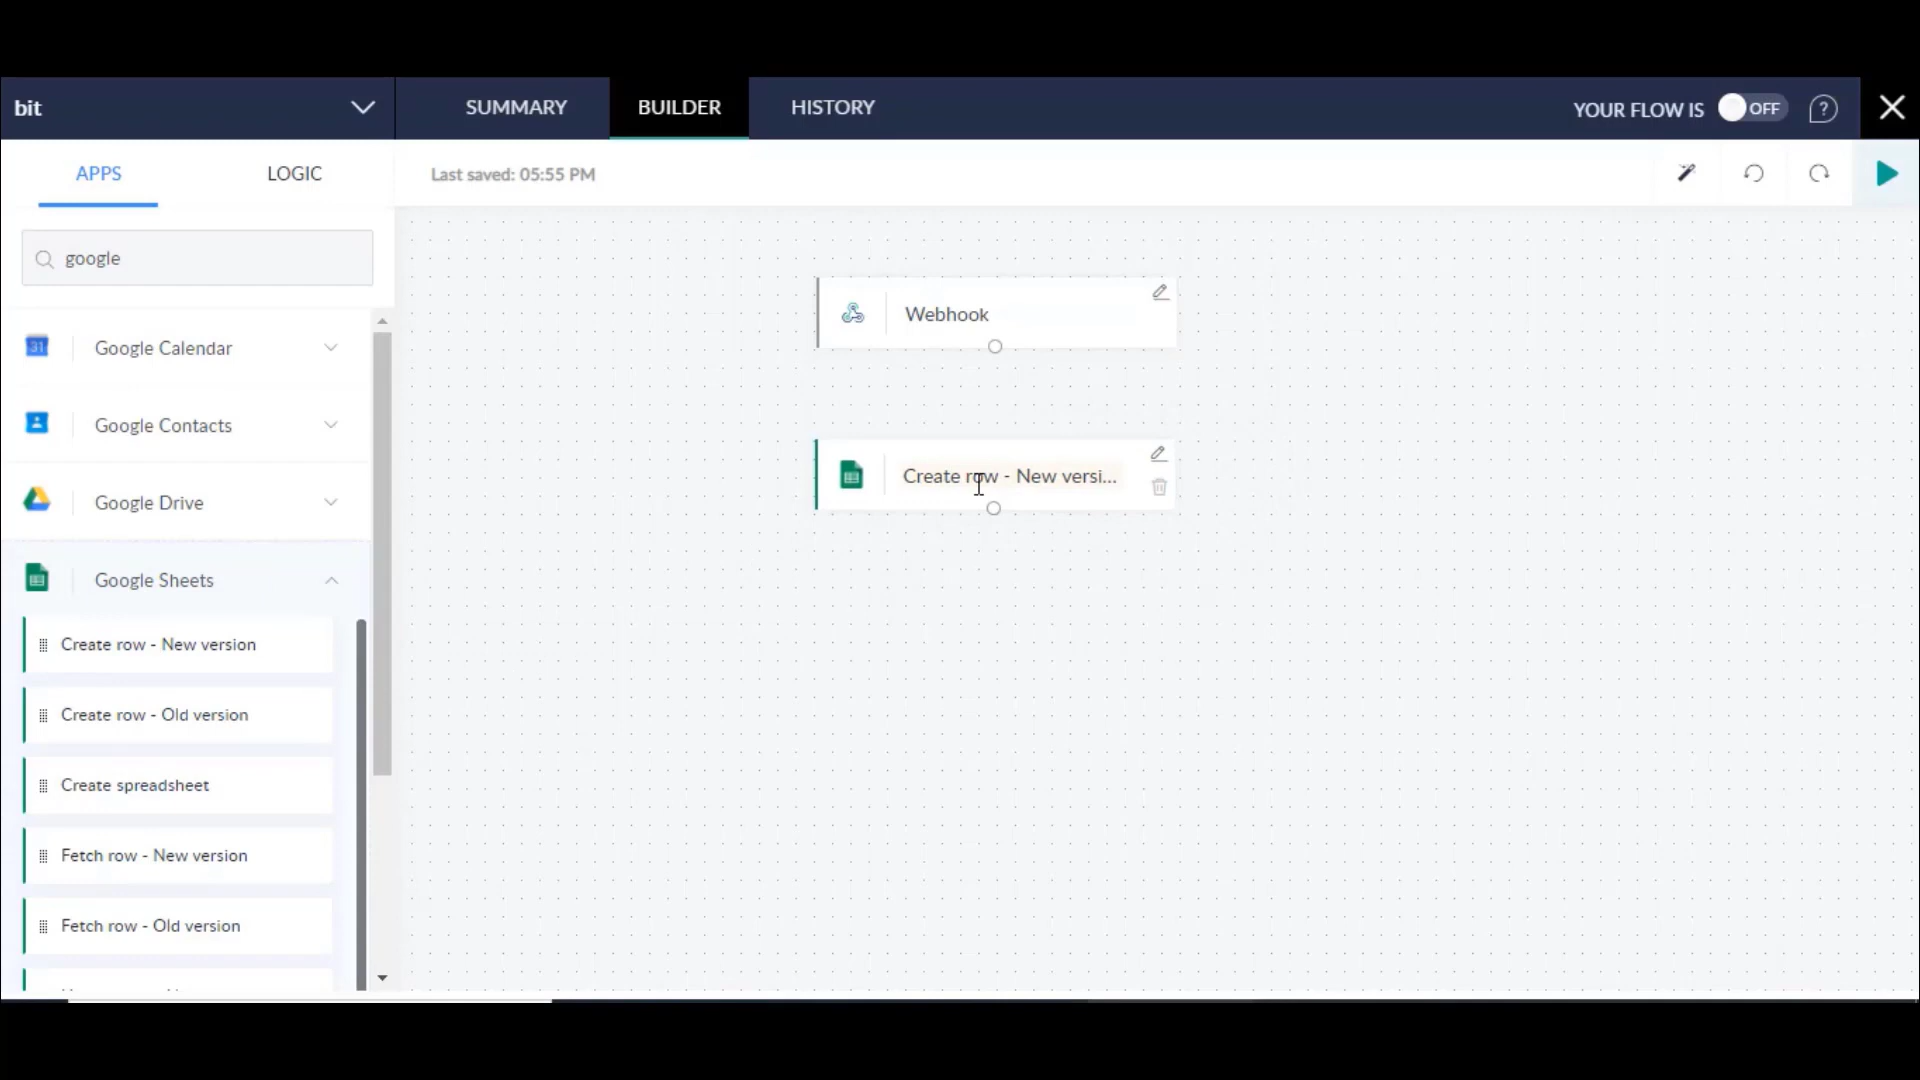 bit
SUMMARY
BUILDER
HISTORY
YOUR FLOW IS
OFF
?
APPS
LOGIC
Last saved: 05:55 PM
google
31
Google Calendar
Google Contacts
Google Drive
Google Sheets
Create row - New version
Create row - Old version
Create spreadsheet
Fetch row - New version
Fetch row - Old version
Webhook
Create row - New versi...